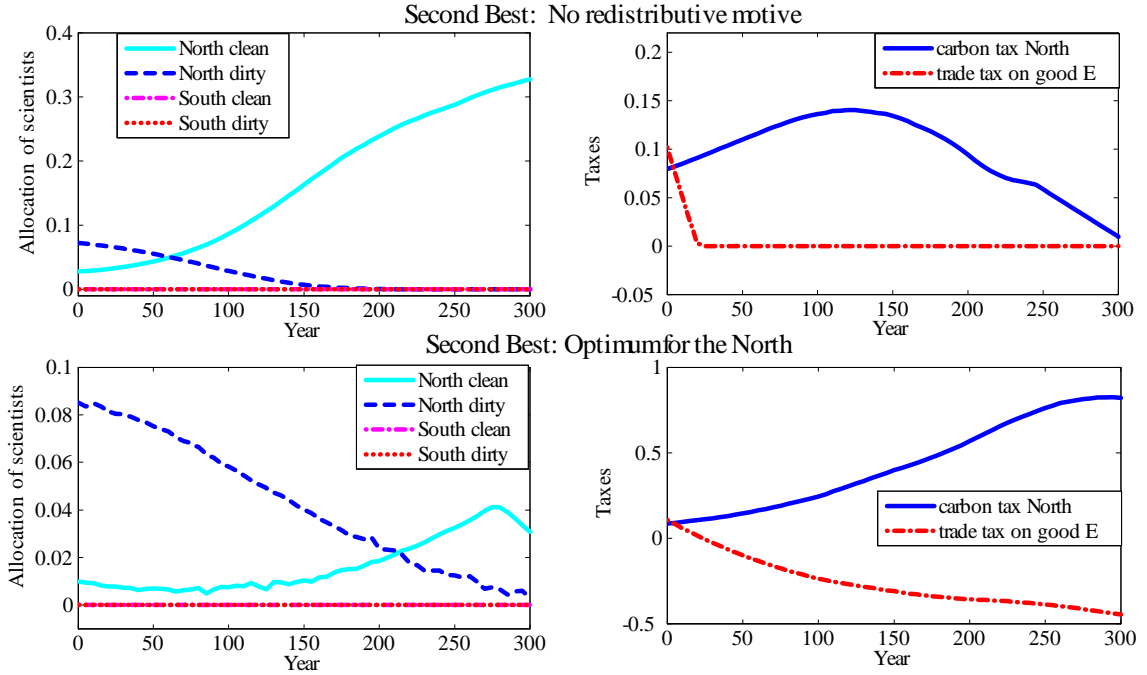 Second Best: No redistributive motive
Allocation of scientists
0.4
0.3
0.2
0.1
0
North clean
North dirty
South clean
South dirty
0 50 100 150 200 250 300
Year
Taxes
0.2
0.15
0.1
0.05
0
-0.05
carbon tax North
trade tax on good E
0 50 100 150 200 250 300
Year
Second Best: Optimumfor the North
Allocation of scientists
0.1
0.08
0.06
0.04
0.02
0
North clean
North dirty
South clean
South dirty
0 50 100 150 200 250 300
Year
Taxes
1
0.5
0
-0.5
carbon tax North
trade tax on good E
0 50 100 150 200 250 300
Year